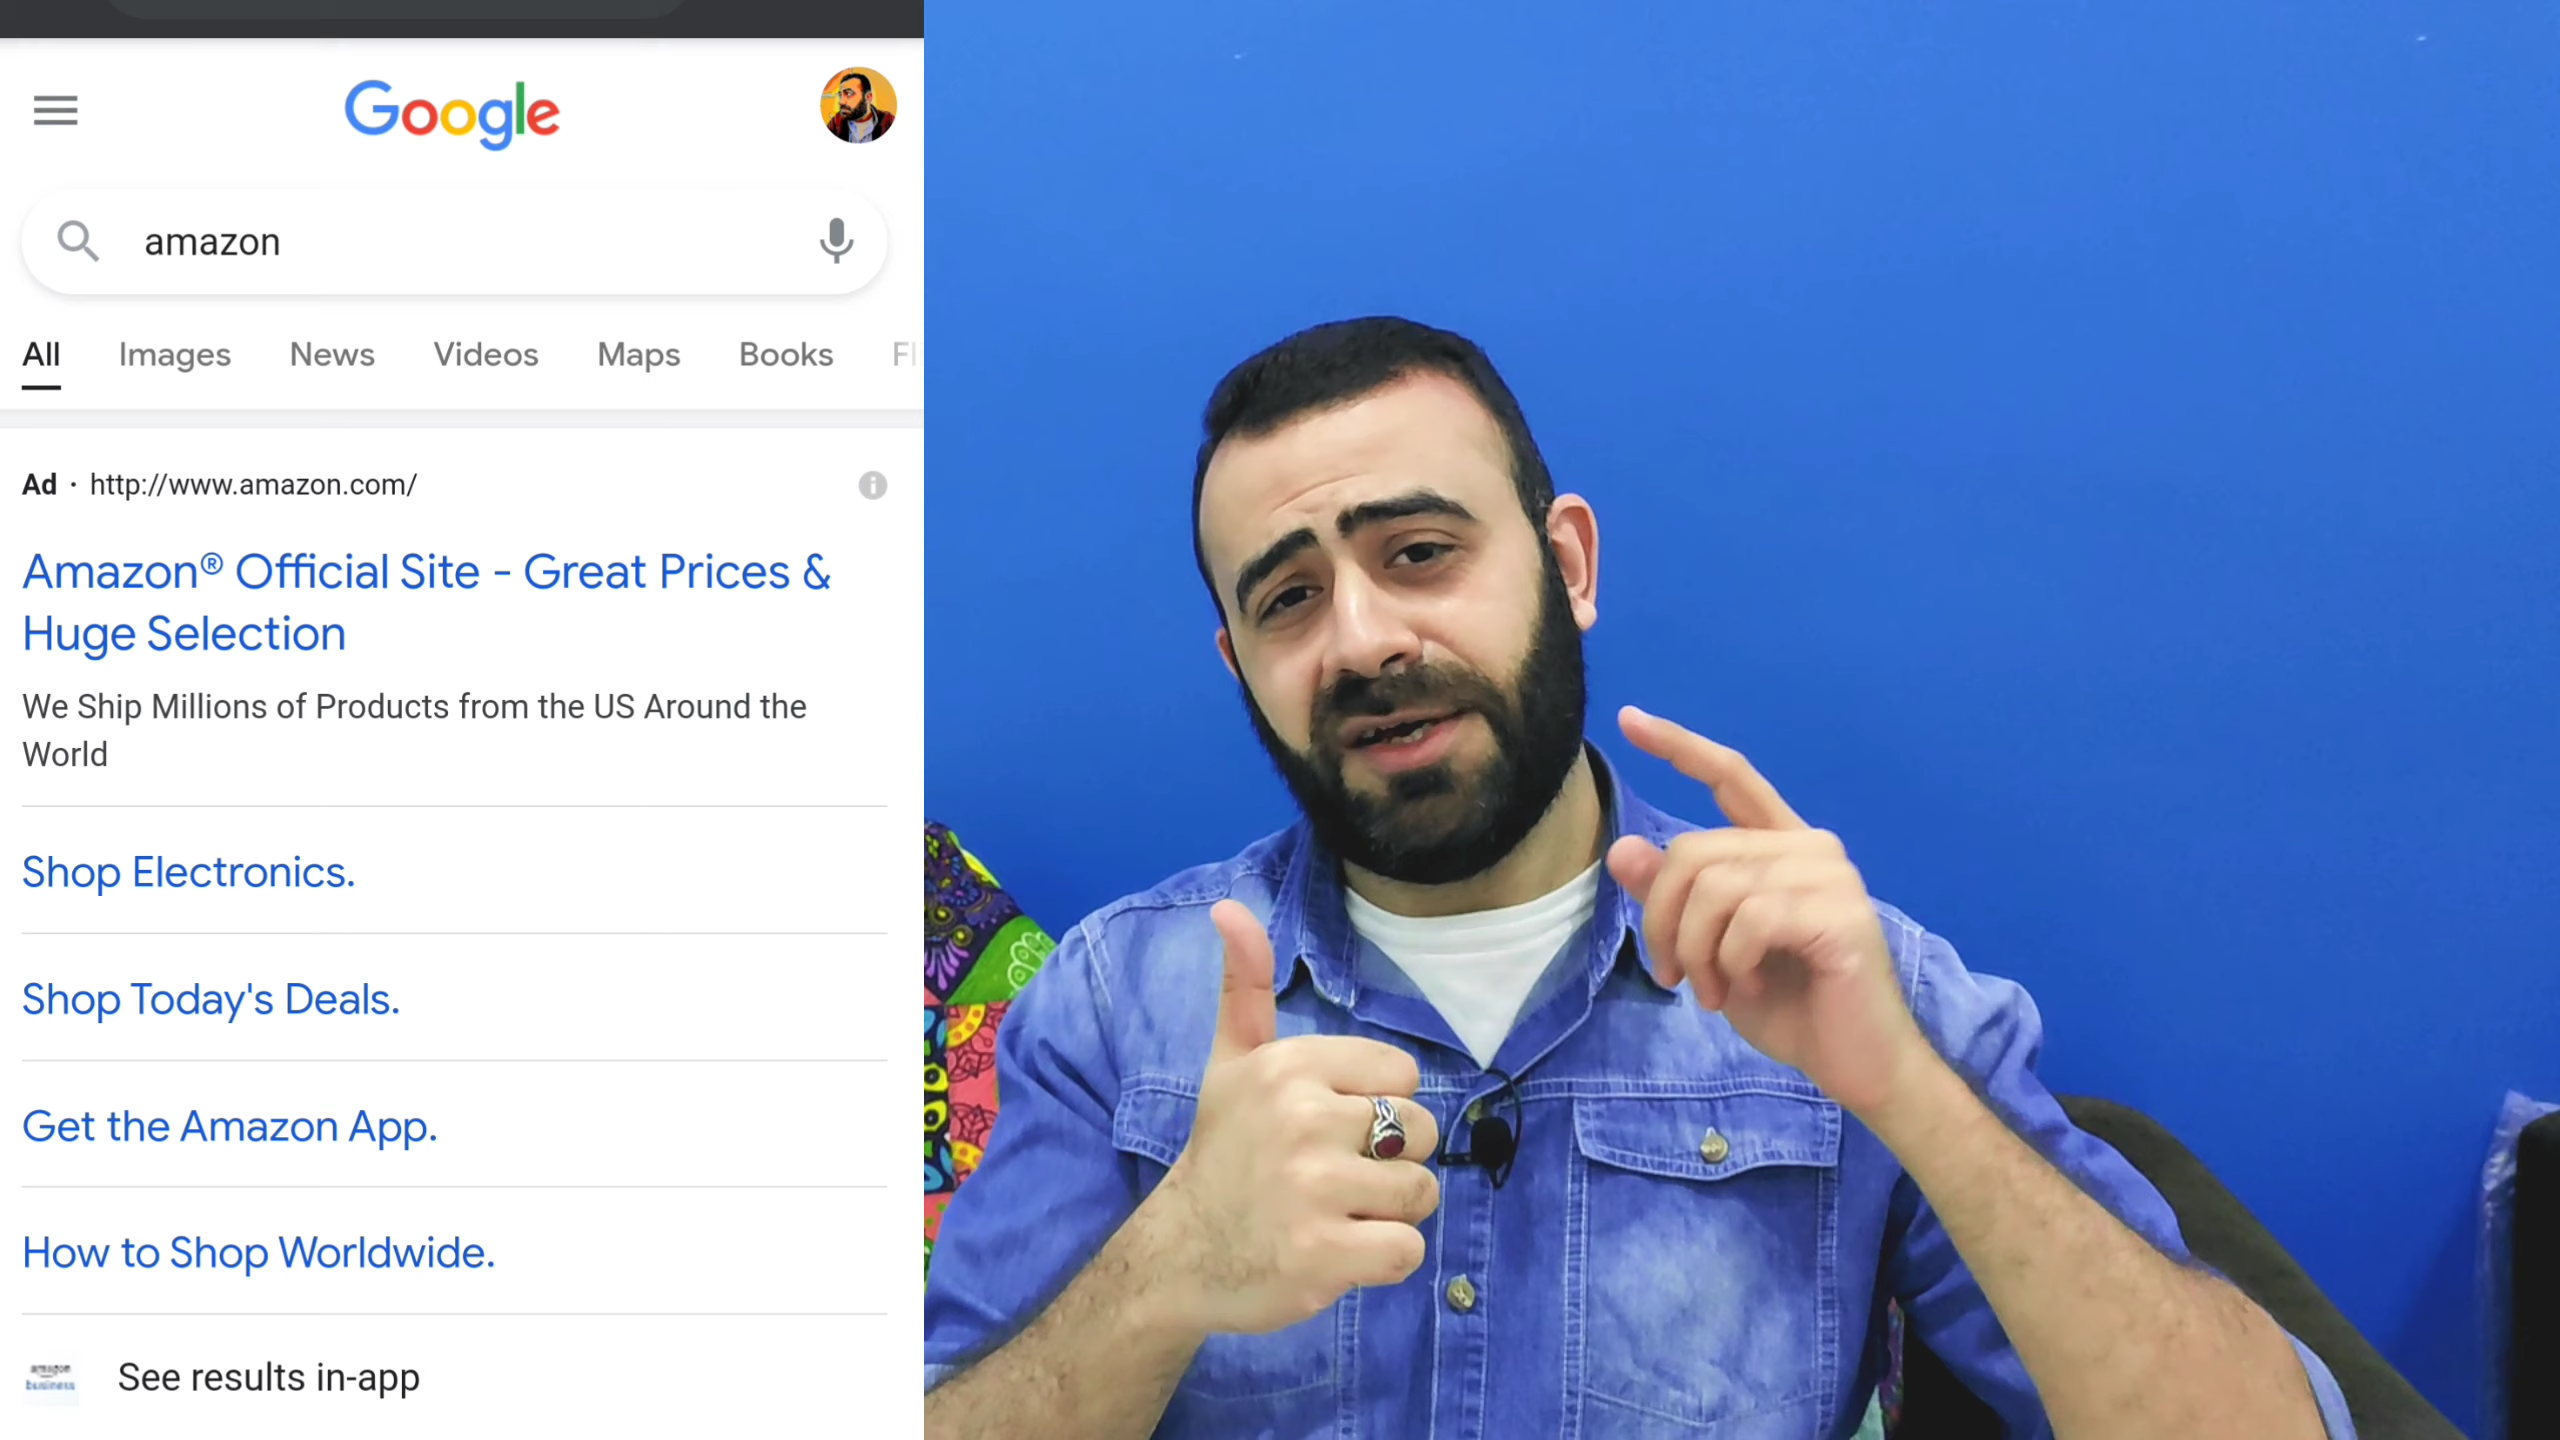 Google
amazon
All Images News Videos Maps Books
Ad · http://www.amazon.com/
Amazon® Official Site - Great Prices &
Huge Selection
We Ship Millions of Products from the US Around the
World
Shop Electronics.
Shop Today's Deals.
Get the Amazon App.
How to Shop Worldwide.
amazon
business
See results in-app